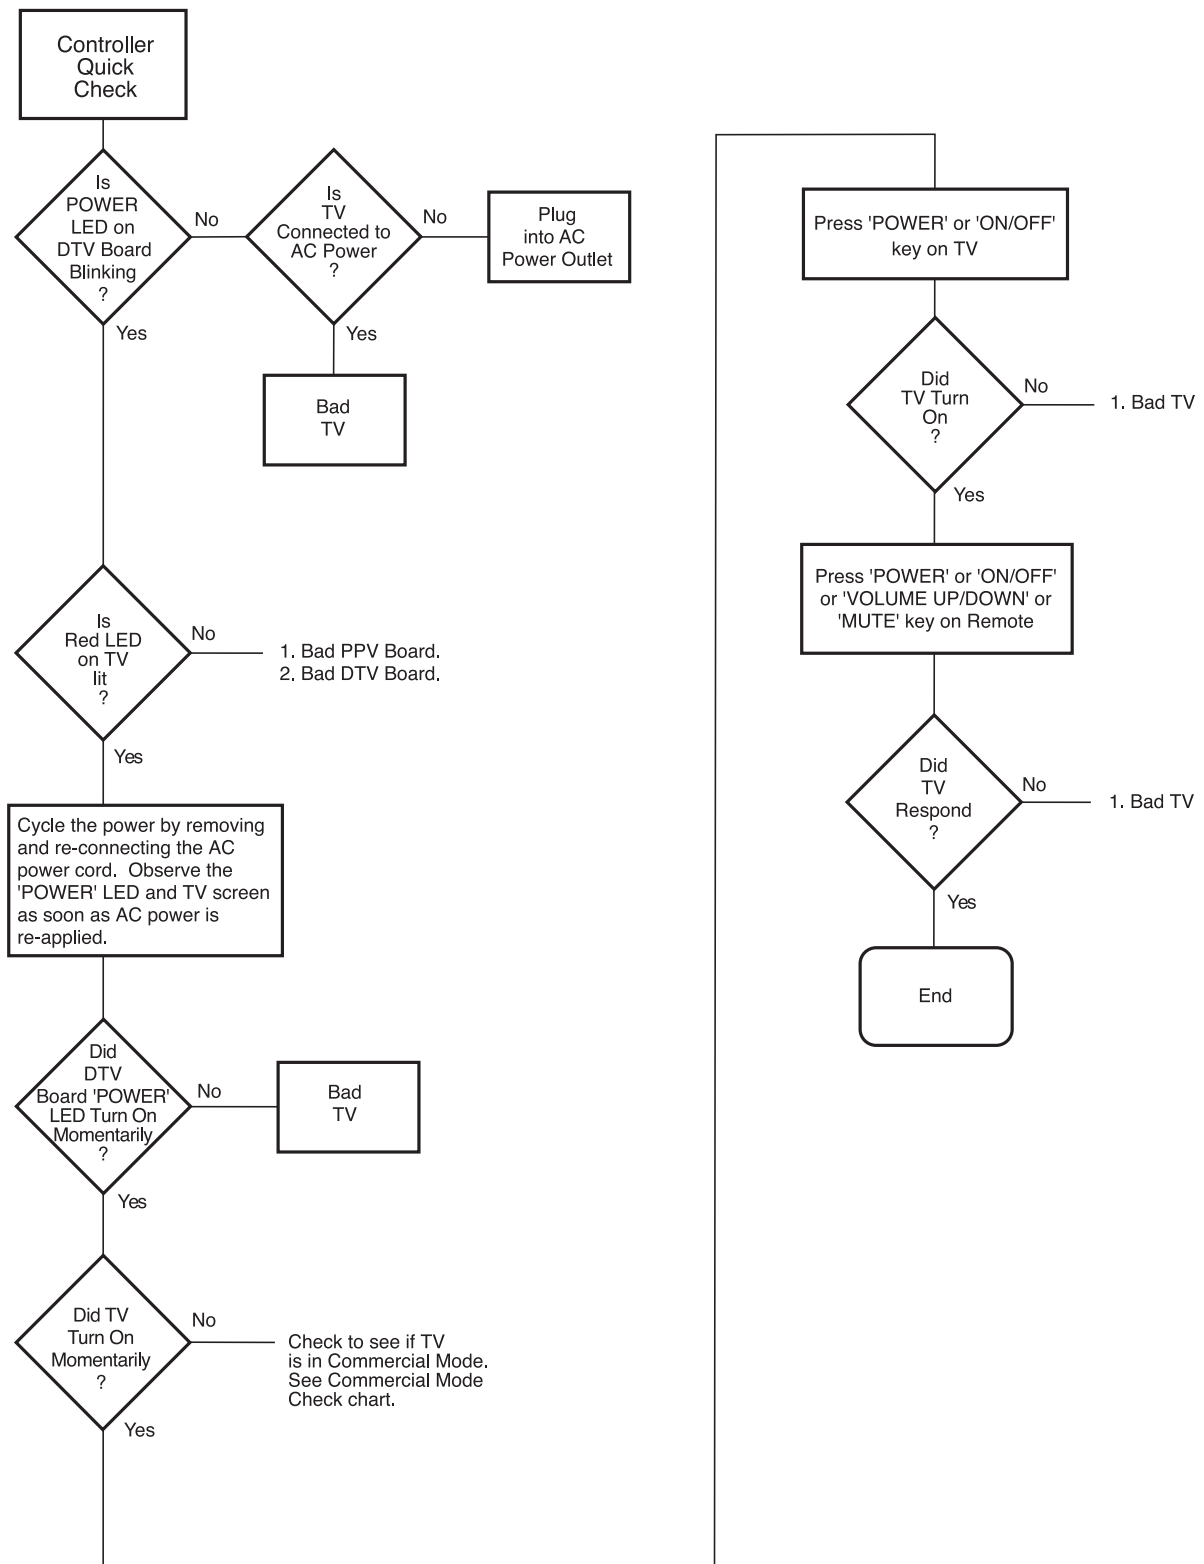 Controller
Quick
Check
Is
POWER
LED on
DTV Board
Blinking
?
No
Yes
Is
TV
Connected to
AC Power
?
No
Yes
Plug
into AC
Power Outlet
Bad
TV
Is
Red LED
on TV
lit
?
No
Yes
1. Bad PPV Board.
2. Bad DTV Board.
Cycle the power by removing
and re-connecting the AC
power cord. Observe the
'POWER' LED and TV screen
as soon as AC power is
re-applied.
Did
DTV
Board 'POWER'
LED Turn On
Momentarily
?
No
Yes
Bad
TV
Did TV
Turn On
Momentarily
?
No
Yes
Check to see if TV
is in Commercial Mode.
See Commercial Mode
Check chart.
Press 'POWER' or 'ON/OFF'
key on TV
Did
TV Turn
On
?
No
Yes
1. Bad TV
Press 'POWER' or 'ON/OFF'
or 'VOLUME UP/DOWN' or
'MUTE' key on Remote
Did
TV
Respond
?
No
Yes
1. Bad TV
End